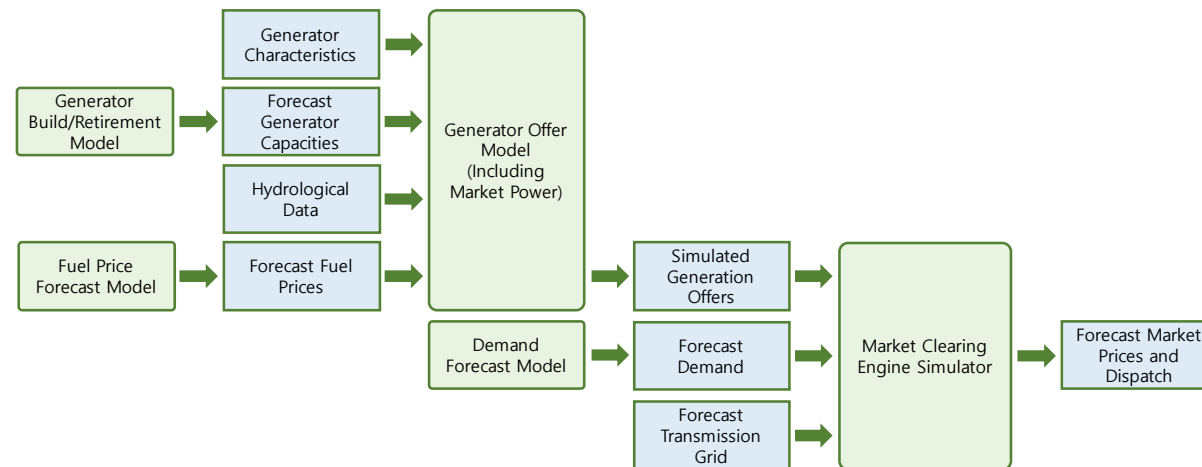 Generator
Characteristics
Generator
Build/Retirement
Model
Forecast
Generator
Capacities
Hydrological
Data
Fuel Price
Forecast Model
Forecast Fuel
Prices
Generator Offer
Model
(Including
Market Power)
Demand
Forecast Model
Simulated
Generation
Offers
Forecast
Demand
Forecast
Transmission
Grid
Market Clearing
Engine Simulator
Forecast Market
Prices and
Dispatch